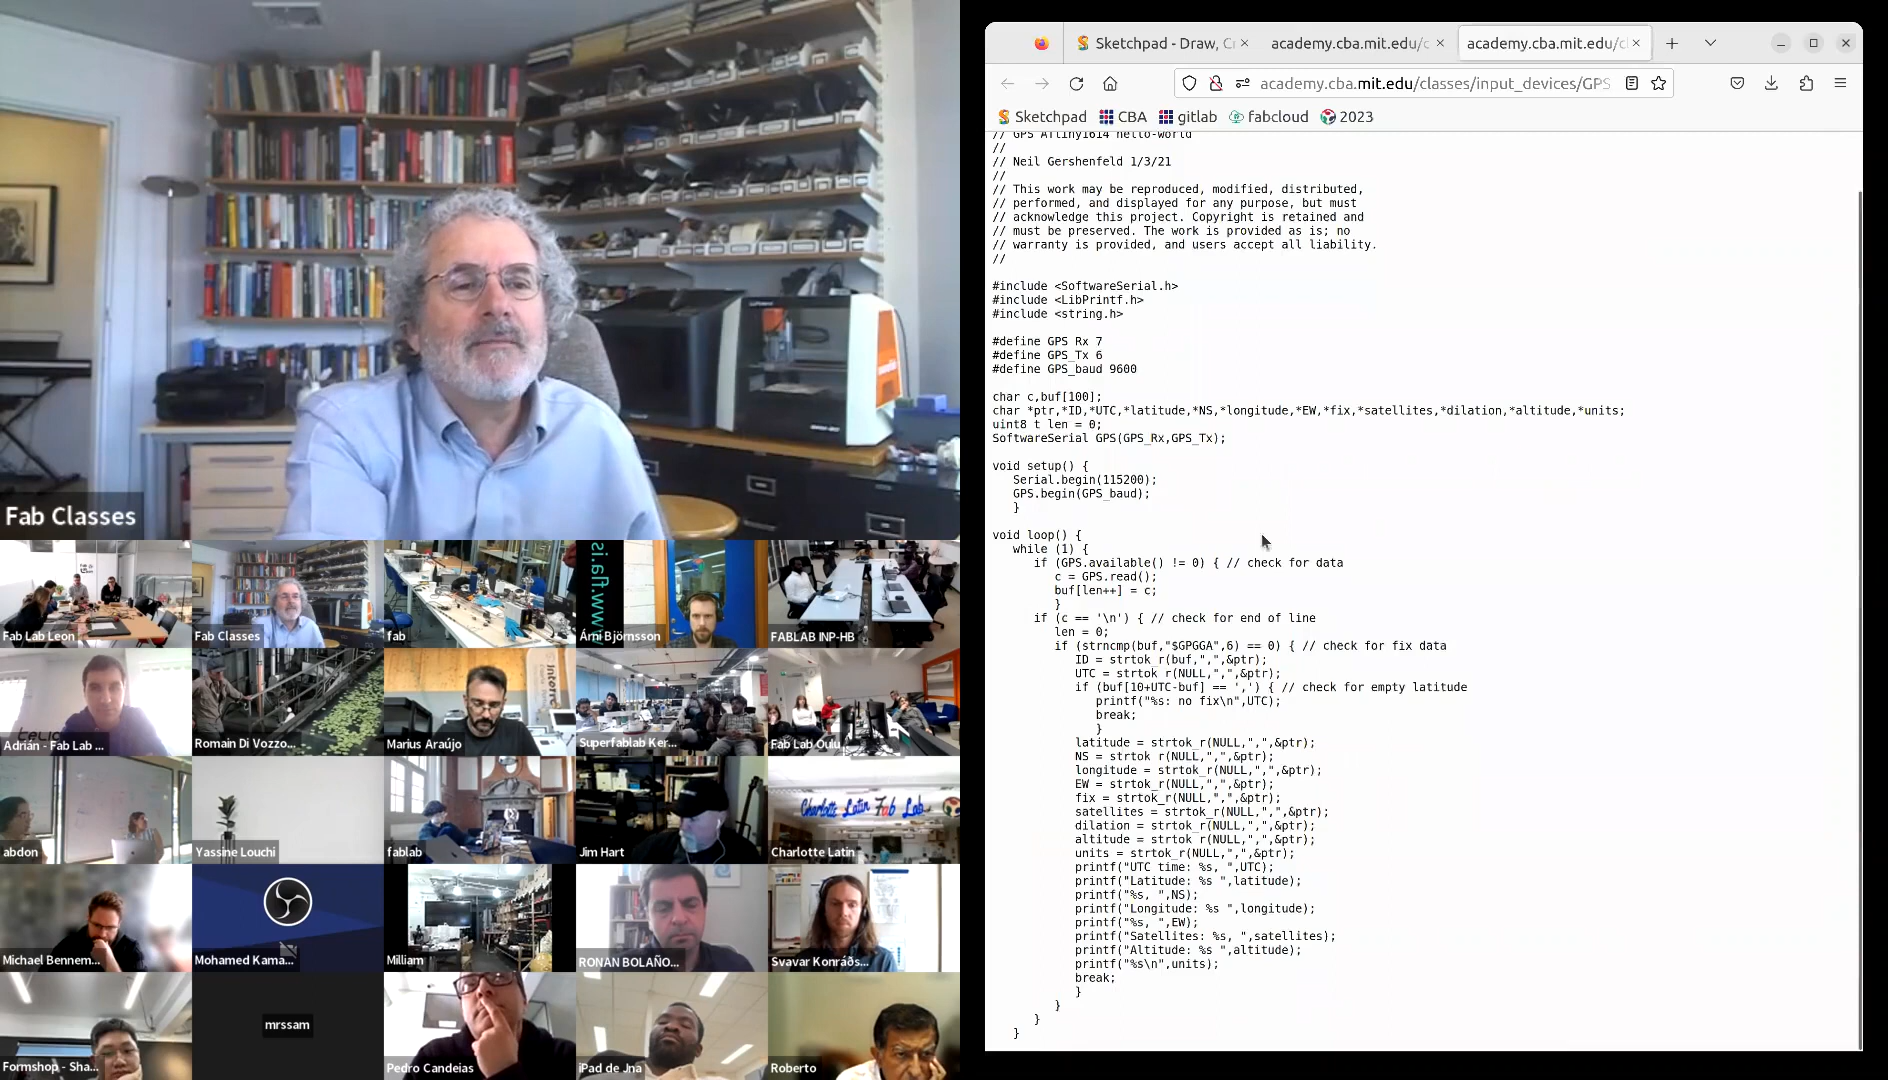 Fab Classes
Fab Lab Leon
Fab Classes
fab
Árni Björnsson
www.fla.is
FABLAB INP-HB
Adrián - Fab Lab ...
Romain Di Vozzo...
Marius Araújo
Superfablab Ker...
Fab Lab Oulu
abdon
Yassine Louchi
fablab
Jim Hart
Charlotte Latin Fab Lab
Charlotte Latin
Michael Bennem...
Mohamed Kama...
Milliam
RONAN BOLAÑO...
Svavar Konráðs...
Formshop - Sha...
mrssam
Pedro Candeias
iPad de Jna
Roberto
Sketchpad - Draw, C
academy.cba.mit.edu/c
academy.cba.mit.edu/c
academy.cba.mit.edu/classes/input_devices/GPS
Sketchpad CBA gitlab fabcloud 2023
// GPS ATtiny1614 hello-world
//
// Neil Gershenfeld 1/3/21
//
// This work may be reproduced, modified, distributed,
// performed, and displayed for any purpose, but must
// acknowledge this project. Copyright is retained and
// must be preserved. The work is provided as is; no
// warranty is provided, and users accept all liability.
//
#include <SoftwareSerial.h>
#include <LibPrintf.h>
#include <string.h>
#define GPS_Rx 7
#define GPS_Tx 6
#define GPS_baud 9600
char c,buf[100];
char *ptr,*ID,*UTC,*latitude,*NS,*longitude,*EW,*fix,*satellites,*dilation,*altitude,*units;
uint8_t len = 0;
SoftwareSerial GPS(GPS_Rx,GPS_Tx);
void setup() {
Serial.begin(115200);
GPS.begin(GPS_baud);
}
void loop() {
while (1) {
if (GPS.available() != 0) { // check for data
c = GPS.read();
buf[len++] = c;
}
if (c == '\n') { // check for end of line
len = 0;
if (strncmp(buf,"$GPGGA",6) == 0) { // check for fix data
ID = strtok_r(buf,",",&ptr);
UTC = strtok_r(NULL,",",&ptr);
if (buf[10+UTC-buf] == ',') { // check for empty latitude
printf("%s: no fix\n",UTC);
break;
}
latitude = strtok_r(NULL,",",&ptr);
NS = strtok_r(NULL,",",&ptr);
longitude = strtok_r(NULL,",",&ptr);
EW = strtok_r(NULL,",",&ptr);
fix = strtok_r(NULL,",",&ptr);
satellites = strtok_r(NULL,",",&ptr);
dilation = strtok_r(NULL,",",&ptr);
altitude = strtok_r(NULL,",",&ptr);
units = strtok_r(NULL,",",&ptr);
printf("UTC time: %s, ",UTC);
printf("Latitude: %s ",latitude);
printf("%s, ",NS);
printf("Longitude: %s ",longitude);
printf("%s, ",EW);
printf("Satellites: %s, ",satellites);
printf("Altitude: %s ",altitude);
printf("%s\n",units);
break;
}
}
}
}